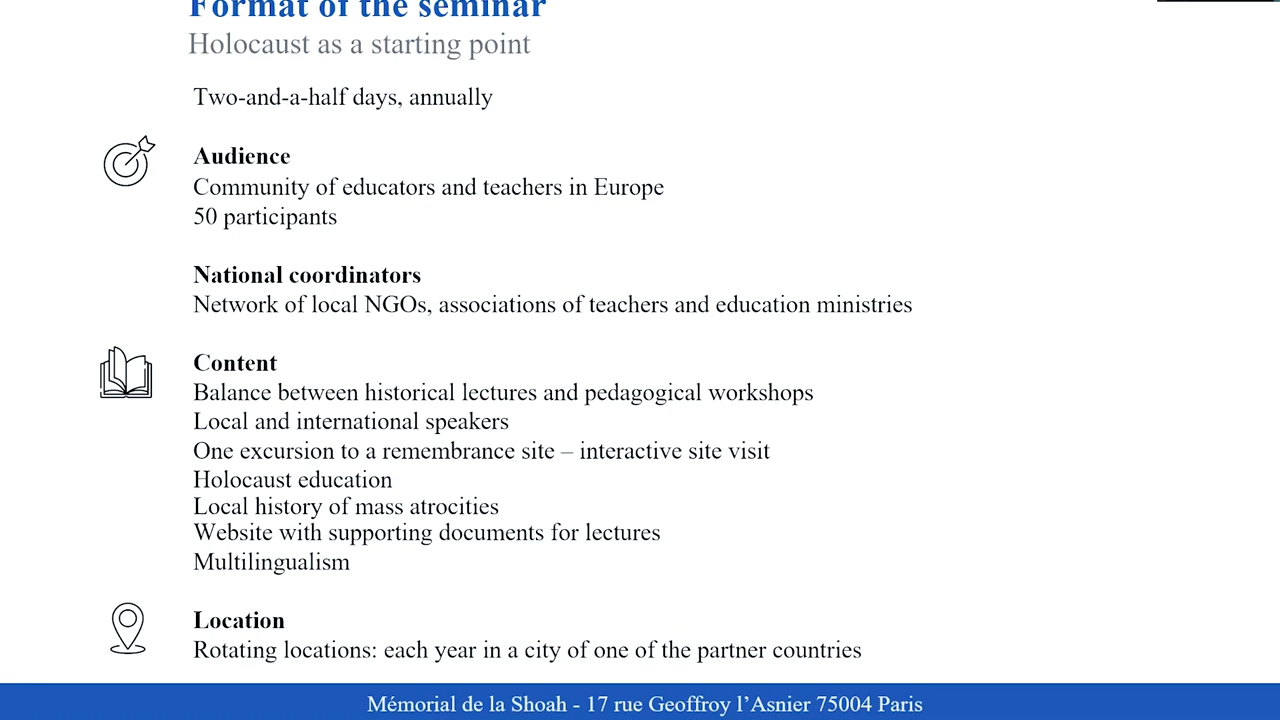 Format of the seminar
Holocaust as a starting point
Two-and-a-half days, annually
Audience
Community of educators and teachers in Europe
50 participants
National coordinators
Network of local NGOs, associations of teachers and education ministries
Content
Balance between historical lectures and pedagogical workshops
Local and international speakers
One excursion to a remembrance site – interactive site visit
Holocaust education
Local history of mass atrocities
Website with supporting documents for lectures
Multilingualism
Location
Rotating locations: each year in a city of one of the partner countries
Mémorial de la Shoah - 17 rue Geoffroy l’Asnier 75004 Paris